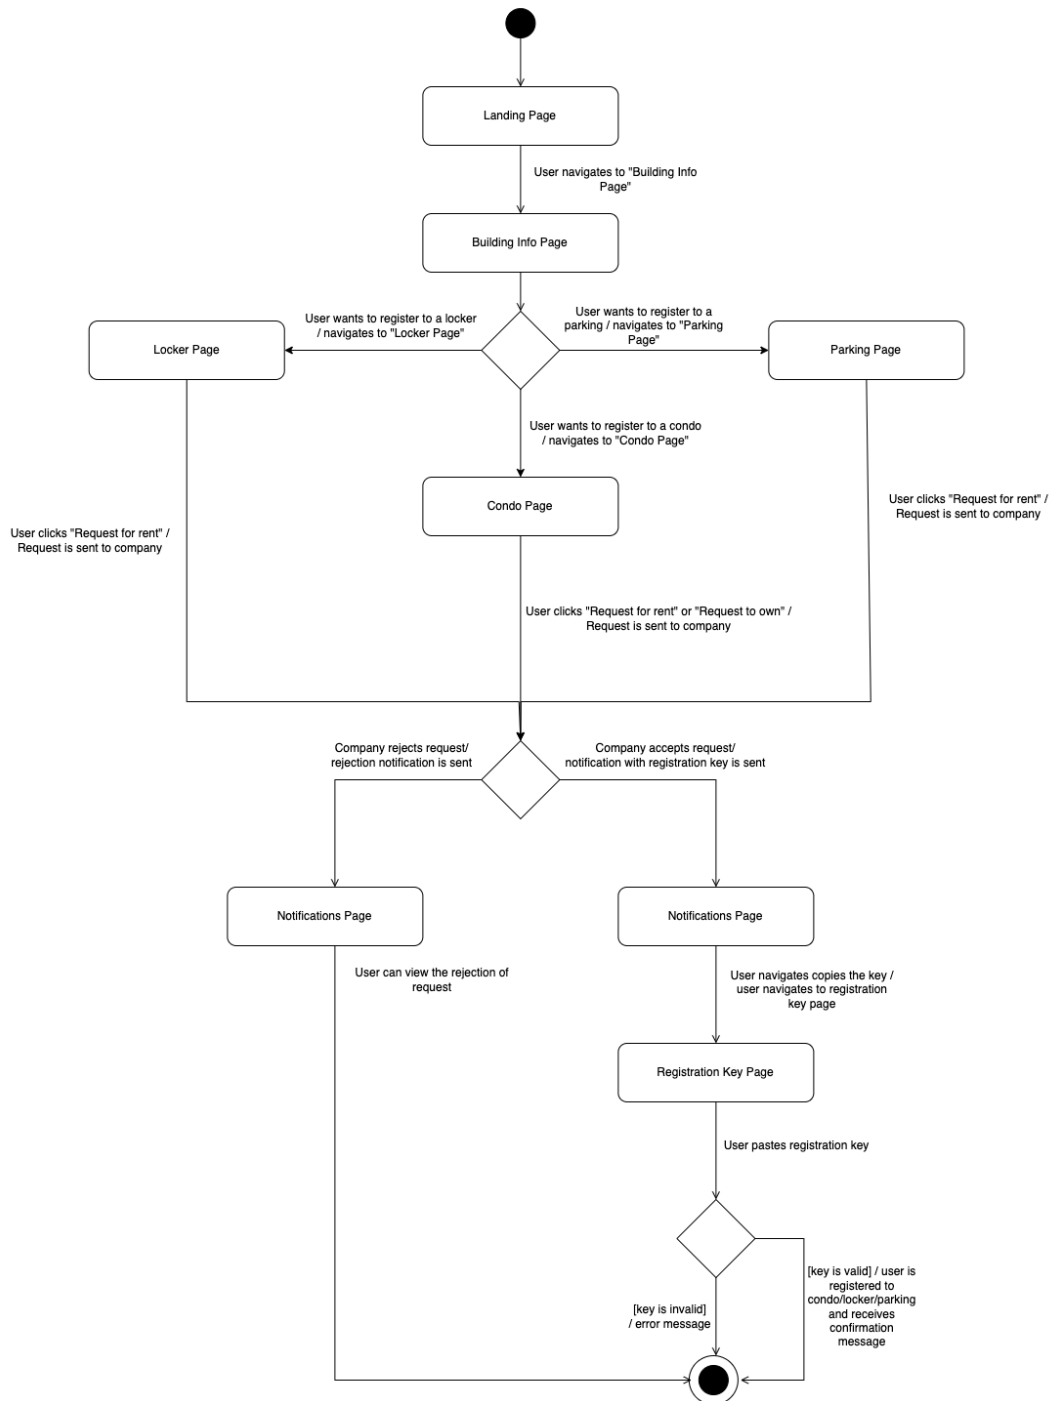 Landing Page
User navigates to "Building Info
Page"
Building Info Page
User wants to register to a locker
/ navigates to "Locker Page"
User wants to register to a
parking / navigates to "Parking
Page"
Locker Page
Parking Page
User wants to register to a condo
/ navigates to "Condo Page"
Condo Page
User clicks "Request for rent" /
Request is sent to company
User clicks "Request for rent" /
Request is sent to company
User clicks "Request for rent" or "Request to own" /
Request is sent to company
Company rejects request/
rejection notification is sent
Company accepts request/
notification with registration key is sent
Notifications Page
Notifications Page
User can view the rejection of
request
User navigates copies the key /
user navigates to registration
key page
Registration Key Page
User pastes registration key
[key is invalid]
/ error message
[key is valid] / user is
registered to
condo/locker/parking
and receives
confirmation
message